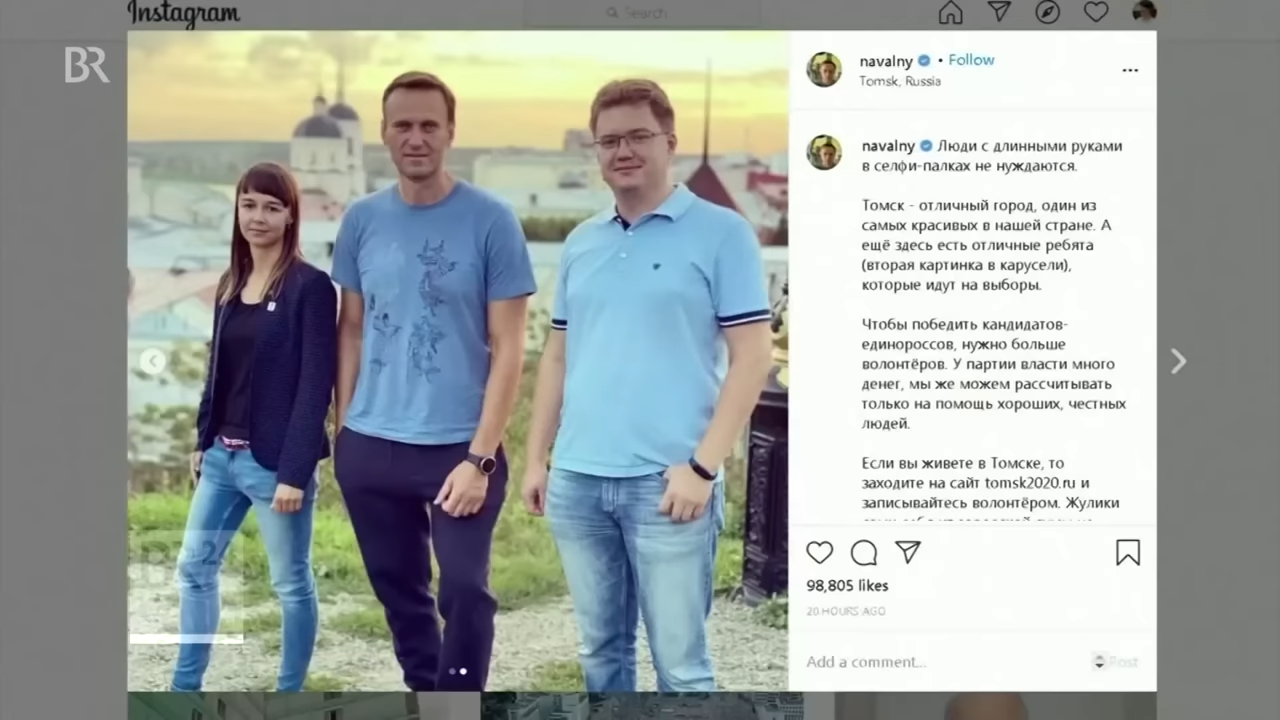 Instagram
Search
BR
navalny • Follow
Tomsk, Russia
navalny Люди с длинными руками
в селфи-палках не нуждаются.
Томск - отличный город, один из
самых красивых в нашей стране. А
ещё здесь есть отличные ребята
(вторая картинка в карусели),
которые идут на выборы.
Чтобы победить кандидатов-
единороссов, нужно больше
волонтёров. У партии власти много
денег, мы же можем рассчитывать
только на помощь хороших, честных
людей.
Если вы живете в Томске, то
заходите на сайт tomsk2020.ru и
записывайтесь волонтёром. Жулики
98,805 likes
20 HOURS AGO
Add a comment...
Post